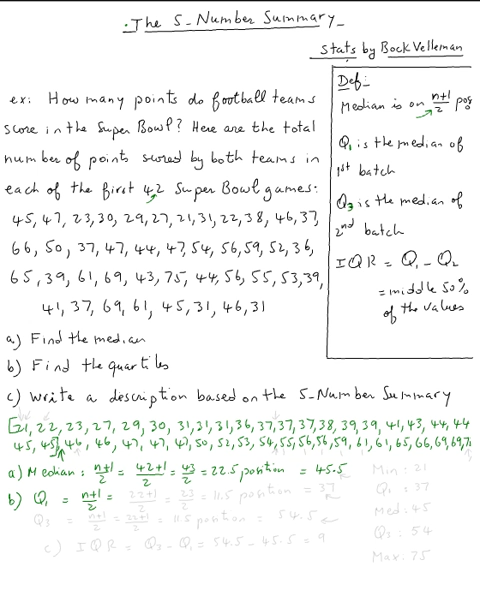 .The 5-Number Summary
Stats by Bock Velleman
ex: How many points do football teams
score in the Super Bowl? Here are the total
number of points scored by both teams in
each of the first 42 Super Bowl games:
45, 47, 23, 30, 29, 27, 21, 31, 22, 38, 46, 37,
66, 50, 37, 47, 44, 47, 54, 56, 59, 52, 36,
65, 39, 61, 69, 43, 75, 44, 56, 55, 53, 39,
41, 37, 69, 61, 45, 31, 46, 31
a) Find the median
b) Find the quartiles
c) Write a description based on the 5-Number Summary
Def:
Median is on n+1/2 pos
Q1 is the median of
1st batch
Q3 is the median of
2nd batch
IQR = Q1 - Q2
= middle 50%
of the values
[21, 22, 23, 27, 29, 30, 31, 31, 31, 36, 37, 37, 37, 38, 39, 39, 41, 43, 44, 44
45, 45, 46, 46, 47, 47, 47, 50, 52, 53, 54, 55, 56, 56, 59, 61, 61, 65, 66, 69, 69, 7
a) Median: n+1/2 = 42+1/2 = 43/2 = 22.5 position = 45.5
b) Q1 = n+1/2 = 22+1/2 = 23/2 = 11.5 position = 37
Q3 = n+1/2 = 22+1/2 = 11.5 position = 54.5
c) IQR = Q3 - Q1 = 54.5 - 45.5 = 9
Min: 21
Q1: 37
Med: 45
Q3: 54
Max: 75